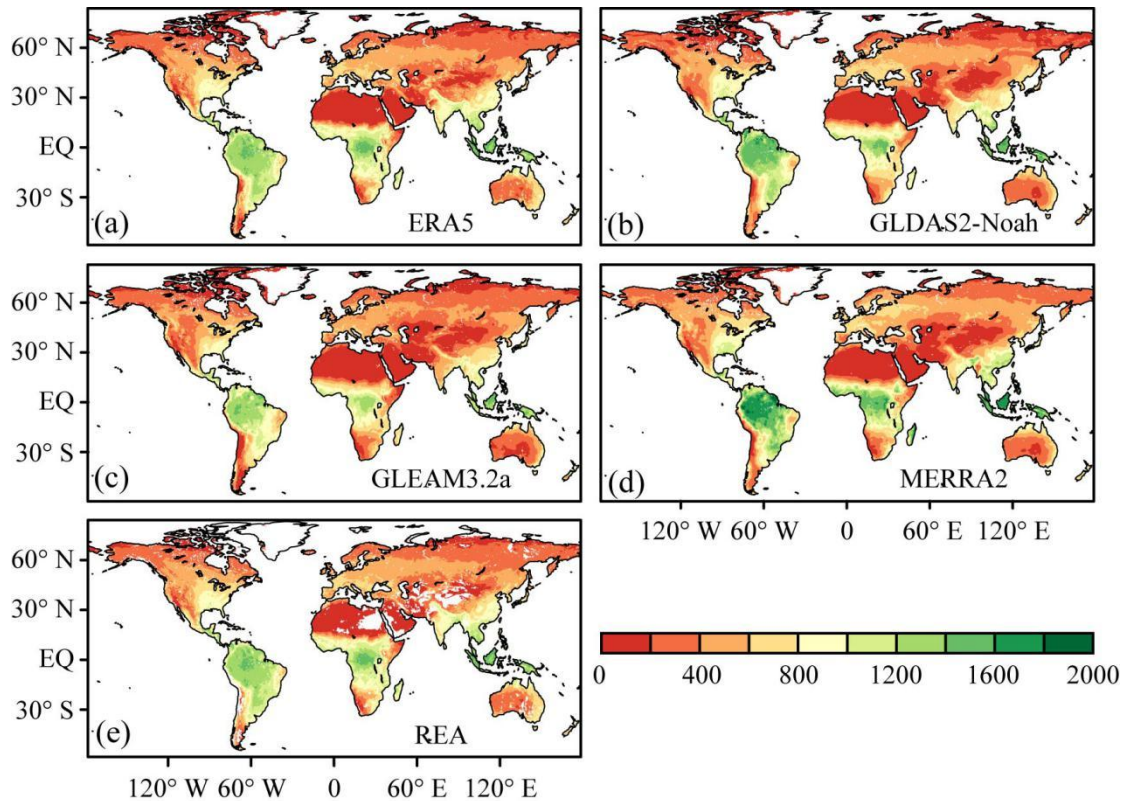 60° N
30° N
EQ
30° S
(a)
ERA5
(b)
GLDAS2-Noah
60° N
30° N
EQ
30° S
(c)
GLEAM3.2a
(d)
MERRA2
120° W 60° W 0 60° E 120° E
60° N
30° N
EQ
30° S
(e)
REA
120° W 60° W 0 60° E 120° E
0 400 800 1200 1600 2000